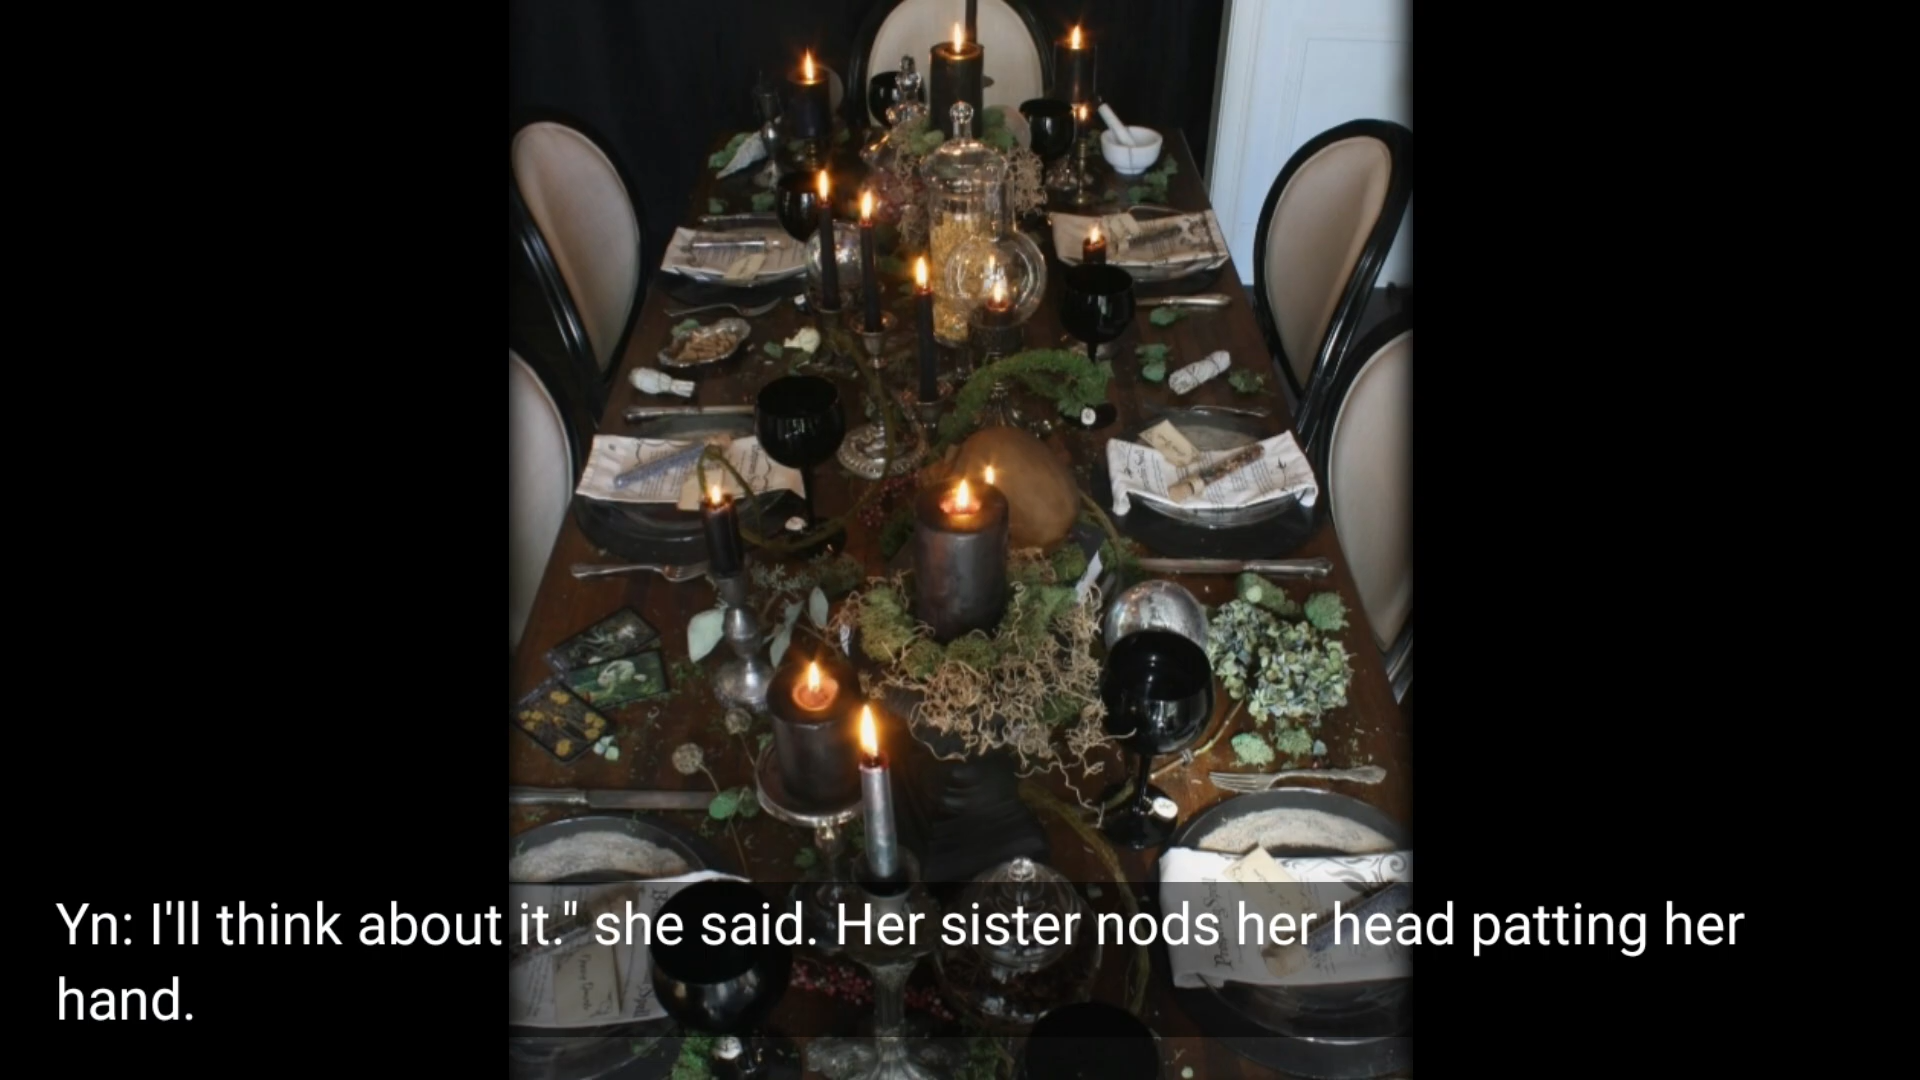 Yn: I'll think about it." she said. Her sister nods her head patting her
hand.